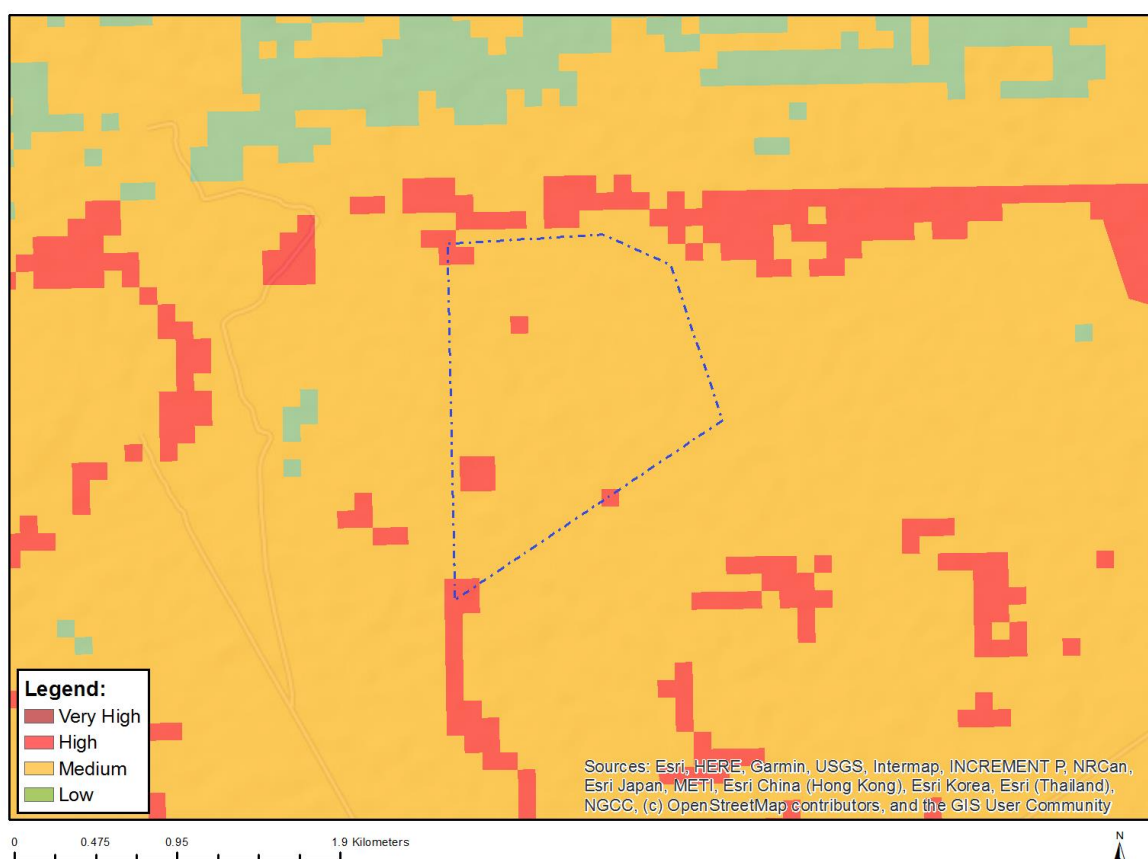 Legend:
Very High
High
Medium
Low
Sources: Esri, HERE, Garmin, USGS, Intermap, INCREMENT P, NRCan,
Esri Japan, METI, Esri China (Hong Kong), Esri Korea, Esri (Thailand),
NGCC, (c) OpenStreetMap contributors, and the GIS User Community
0 0.475 0.95 1.9 Kilometers
N